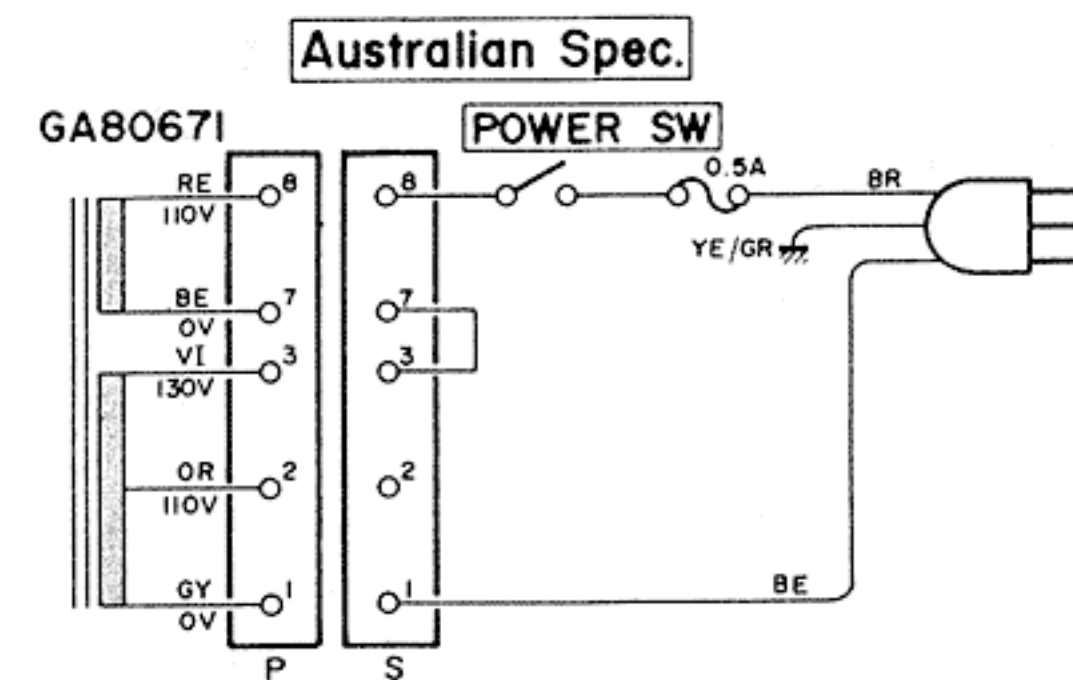 Australian Spec.
GA80671
POWER SW
RE
110V
8
8
0.5A
BR
YE/GR
BE
0V
7
7
VI
130V
3
3
OR
110V
2
2
GY
0V
1
1
BE
P
S